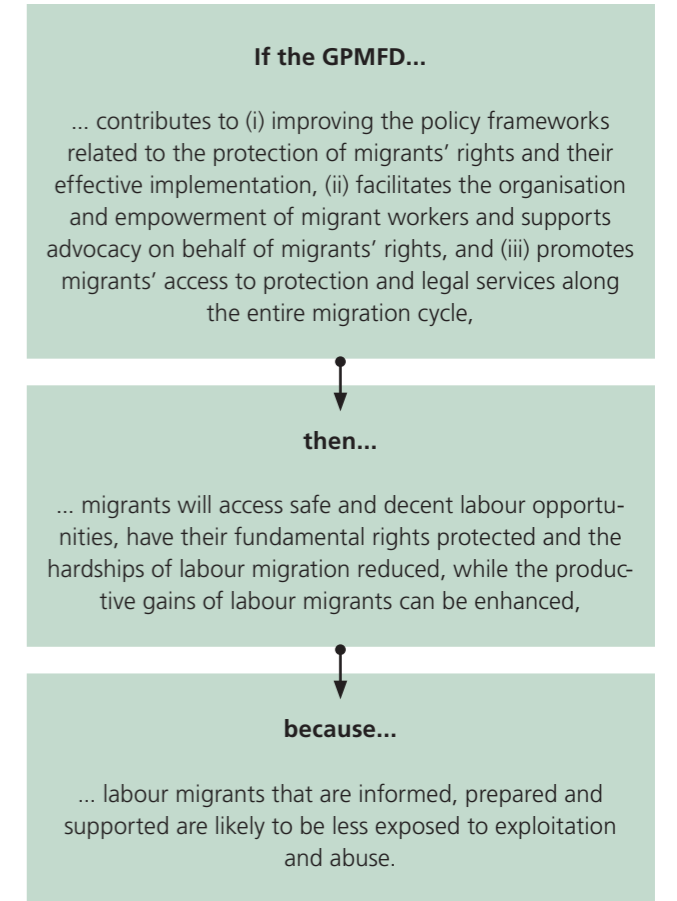 If the GPMFD...
... contributes to (i) improving the policy frameworks
related to the protection of migrants’ rights and their
effective implementation, (ii) facilitates the organisation
and empowerment of migrant workers and supports
advocacy on behalf of migrants’ rights, and (iii) promotes
migrants’ access to protection and legal services along
the entire migration cycle,
then...
... migrants will access safe and decent labour opportu-
nities, have their fundamental rights protected and the
hardships of labour migration reduced, while the produc-
tive gains of labour migrants can be enhanced,
because...
... labour migrants that are informed, prepared and
supported are likely to be less exposed to exploitation
and abuse.